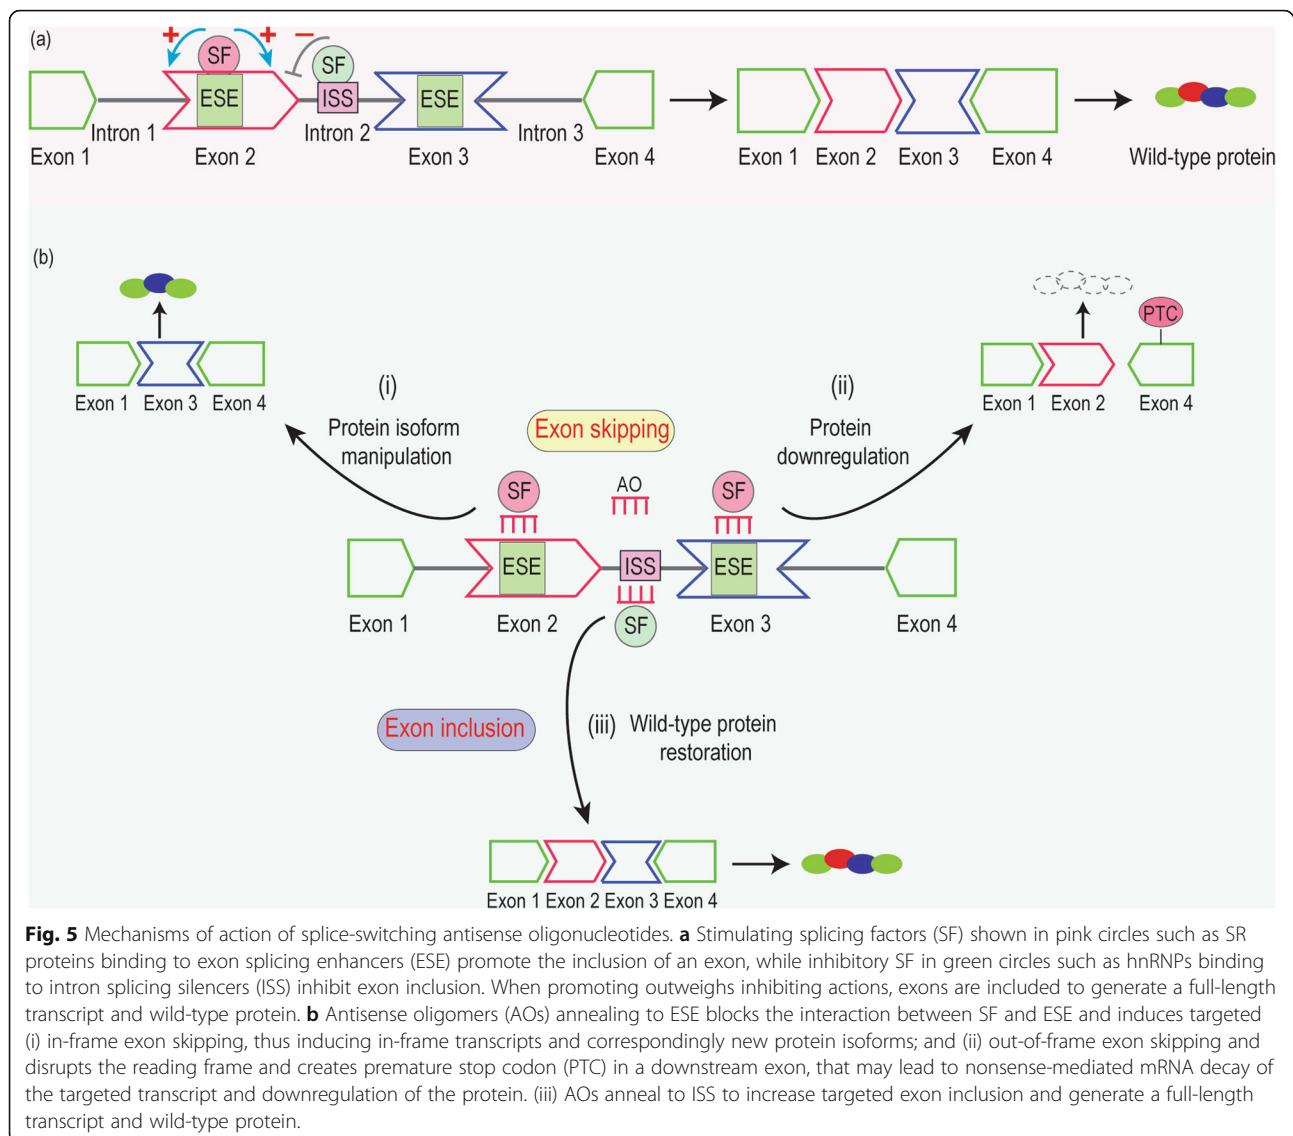 (a)
+ + −
SF SF
ESE ISS ESE
Intron 1 Intron 2 Intron 3
Exon 1 Exon 2 Exon 3 Exon 4
Exon 1 Exon 2 Exon 3 Exon 4
Wild-type protein
(b)
Exon 1 Exon 3 Exon 4
(i)
Protein isoform
manipulation
Exon skipping
(ii)
Protein
downregulation
PTC
Exon 1 Exon 2 Exon 4
SF AO SF
ESE ISS ESE
SF
Exon 1 Exon 2 Exon 3 Exon 4
Exon inclusion
(iii) Wild-type protein
restoration
Exon 1 Exon 2 Exon 3 Exon 4
Fig. 5 Mechanisms of action of splice-switching antisense oligonucleotides. a Stimulating splicing factors (SF) shown in pink circles such as SR
proteins binding to exon splicing enhancers (ESE) promote the inclusion of an exon, while inhibitory SF in green circles such as hnRNPs binding
to intron splicing silencers (ISS) inhibit exon inclusion. When promoting outweighs inhibiting actions, exons are included to generate a full-length
transcript and wild-type protein. b Antisense oligomers (AOs) annealing to ESE blocks the interaction between SF and ESE and induces targeted
(i) in-frame exon skipping, thus inducing in-frame transcripts and correspondingly new protein isoforms; and (ii) out-of-frame exon skipping and
disrupts the reading frame and creates premature stop codon (PTC) in a downstream exon, that may lead to nonsense-mediated mRNA decay of
the targeted transcript and downregulation of the protein. (iii) AOs anneal to ISS to increase targeted exon inclusion and generate a full-length
transcript and wild-type protein.